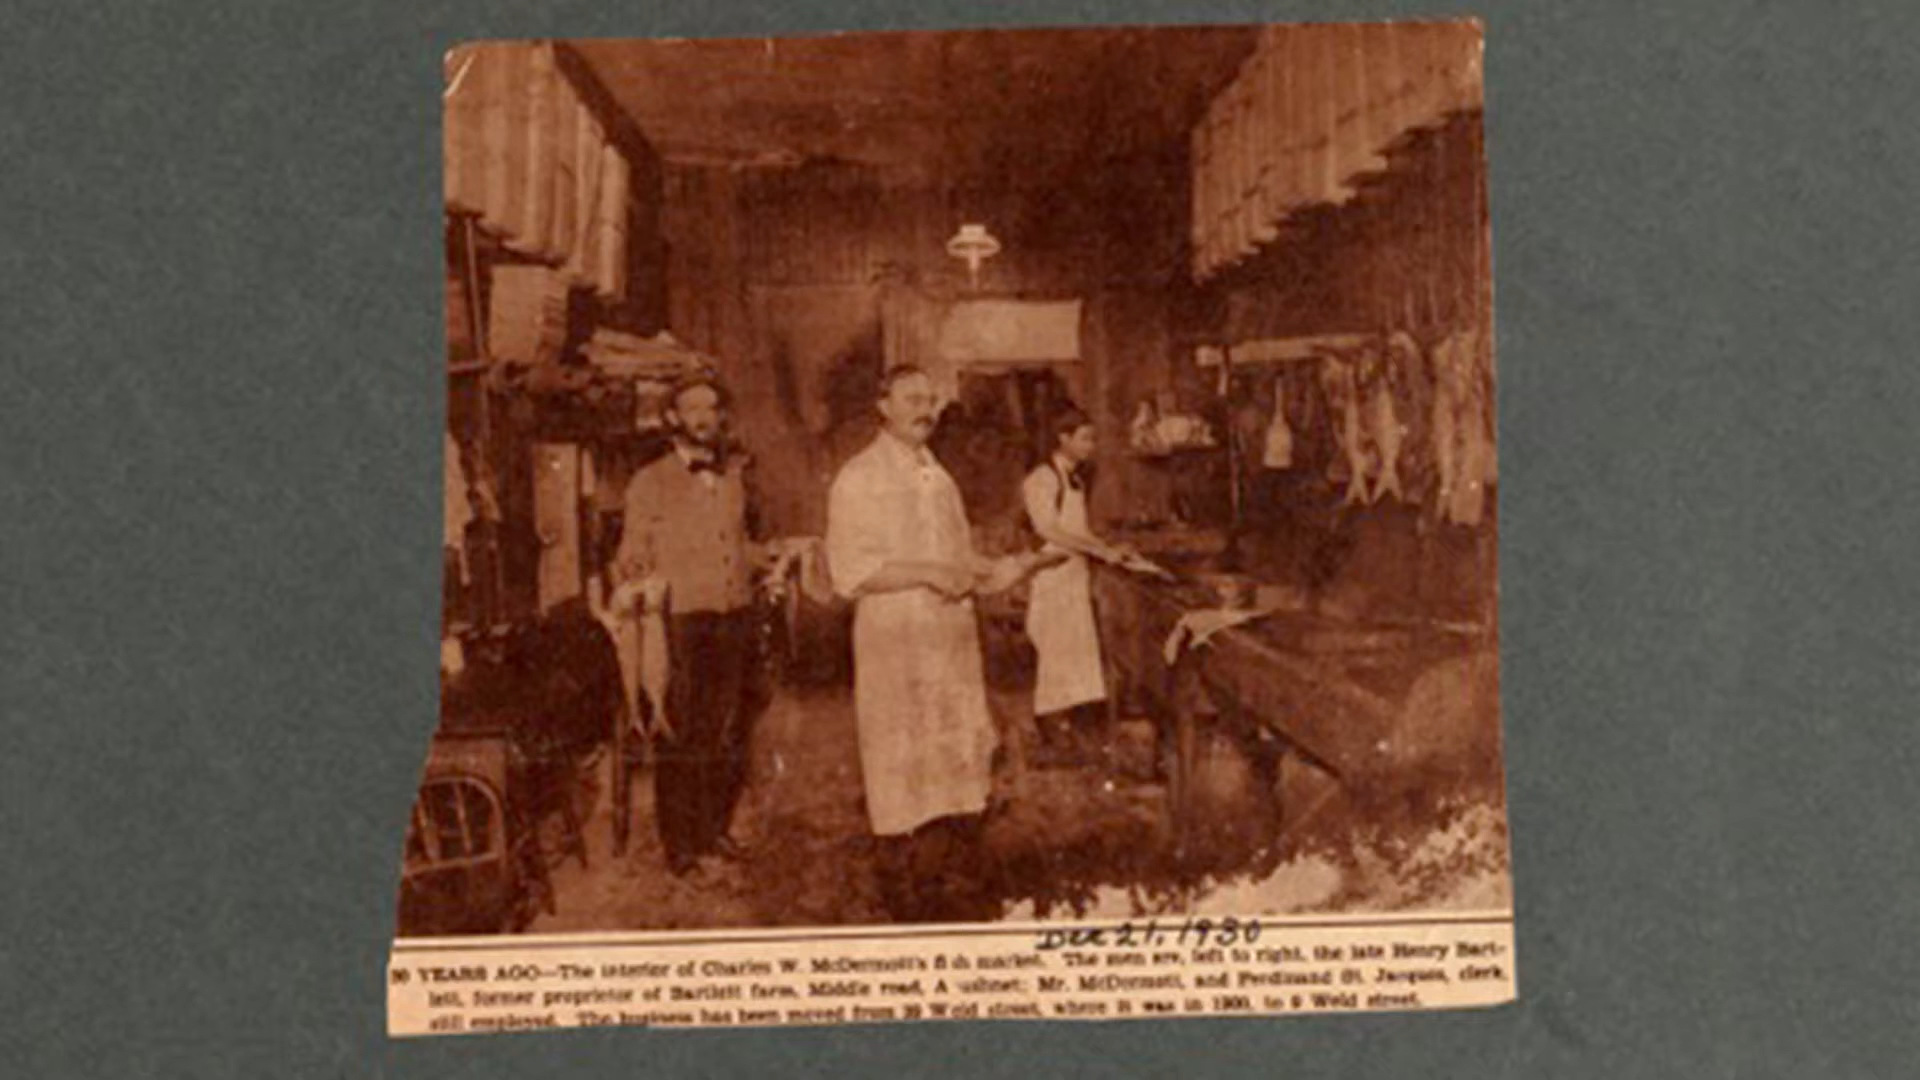 Dec 21, 1930
30 YEARS AGO—The interior of Charles W. McDermott's fish market. The men are, left to right, the late Henry Bart-
lett, former proprietor of Bartlett farm, Middle road, A ushnet; Mr. McDermott, and Ferdinand St. Jacques, clerk,
still employed. The business has been moved from 39 Weld street, where it was in 1900, to 9 Weld street.